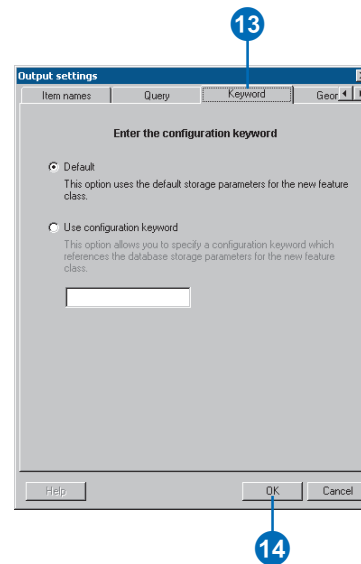 13
Output settings
Item names Query Keyword Geor
Enter the configuration keyword
Default
This option uses the default storage parameters for the new feature
class.
Use configuration keyword
This option allows you to specify a configuration keyword which
references the database storage parameters for the new feature
class.
Help OK Cancel
14